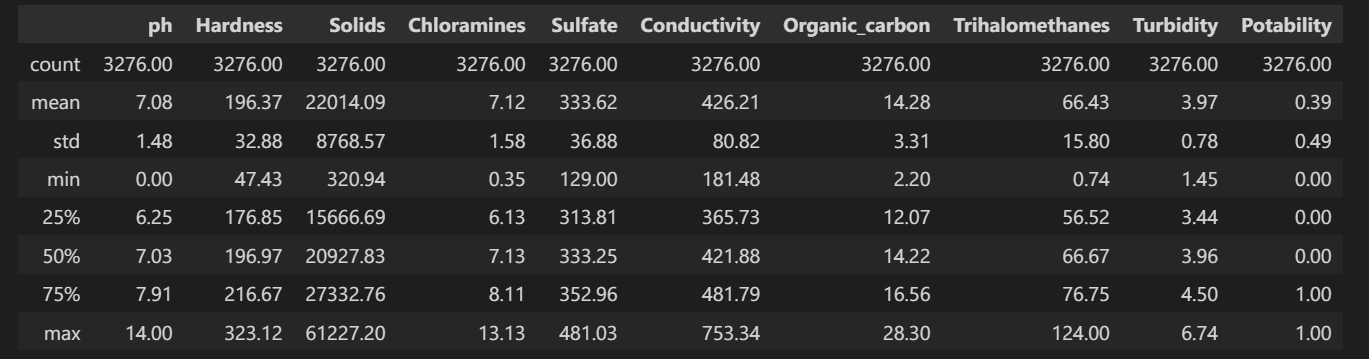 ph Hardness Solids Chloramines Sulfate Conductivity Organic_carbon Trihalomethanes Turbidity Potability
count 3276.00 3276.00 3276.00 3276.00 3276.00 3276.00 3276.00 3276.00 3276.00 3276.00
mean 7.08 196.37 22014.09 7.12 333.62 426.21 14.28 66.43 3.97 0.39
std 1.48 32.88 8768.57 1.58 36.88 80.82 3.31 15.80 0.78 0.49
min 0.00 47.43 320.94 0.35 129.00 181.48 2.20 0.74 1.45 0.00
25% 6.25 176.85 15666.69 6.13 313.81 365.73 12.07 56.52 3.44 0.00
50% 7.03 196.97 20927.83 7.13 333.25 421.88 14.22 66.67 3.96 0.00
75% 7.91 216.67 27332.76 8.11 352.96 481.79 16.56 76.75 4.50 1.00
max 14.00 323.12 61227.20 13.13 481.03 753.34 28.30 124.00 6.74 1.00